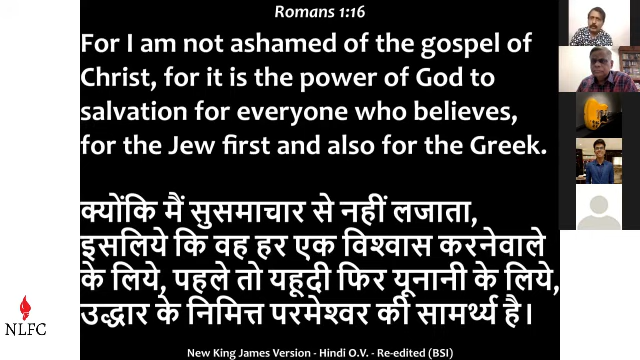 Romans 1:16
For I am not ashamed of the gospel of
Christ, for it is the power of God to
salvation for everyone who believes,
for the Jew first and also for the Greek.
क्योंकि मैं सुसमाचार से नहीं लजाता,
इसलिये कि वह हर एक विश्वास करनेवाले
के लिये, पहले तो यहूदी फिर यूनानी के लिये,
उद्धार के निमित्त परमेश्वर की सामर्थ्य है।
NLFC
New King James Version - Hindi O.V. - Re-edited (BSI)